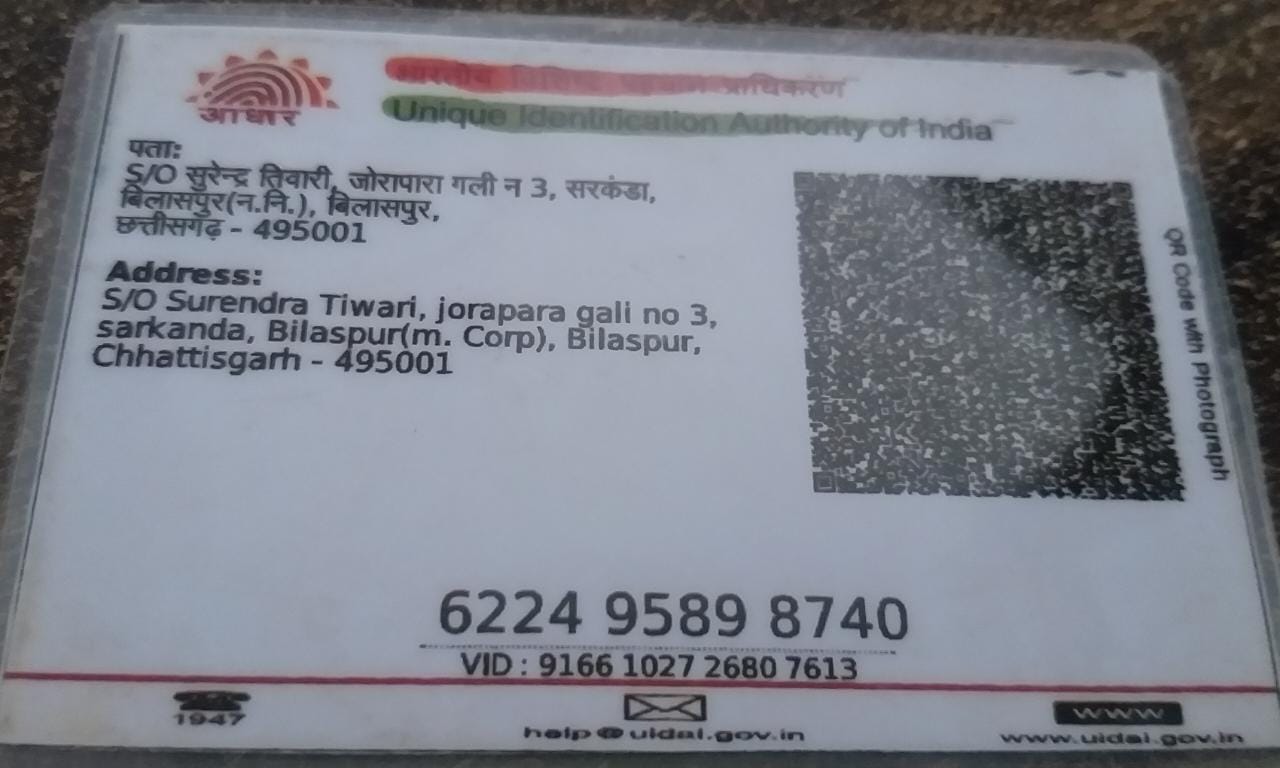 आधार
भारतीय विशिष्ट पहचान प्राधिकरण
Unique Identification Authority of India
पता:
S/O सुरेन्द्र तिवारी, जोरापारा गली न 3, सरकंडा,
बिलासपुर(न.नि.), बिलासपुर,
छत्तीसगढ़ - 495001
Address:
S/O Surendra Tiwari, jorapara gali no 3,
sarkanda, Bilaspur(m. Corp), Bilaspur,
Chhattisgarh - 495001
QR Code with Photograph
6224 9589 8740
VID : 9166 1027 2680 7613
1947
help@uidai.gov.in
www
www.uidai.gov.in